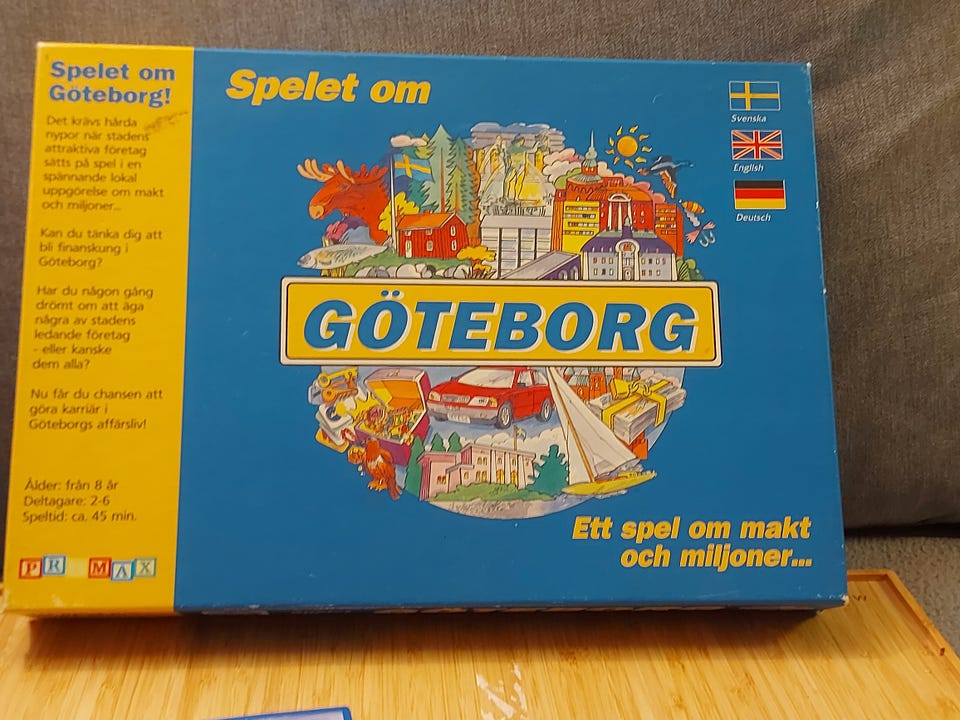 Spelet om
Göteborg!
Det krävs hårda
nypor när stadens
attraktiva företag
sätts på spel i en
spännande lokal
uppgörelse om makt
och miljoner...
Kan du tänka dig att
bli finanskung i
Göteborg?
Har du någon gång
drömt om att äga
några av stadens
ledande företag
- eller kanske
dem alla?
Nu får du chansen att
göra karriär i
Göteborgs affärsliv!
Ålder: från 8 år
Deltagare: 2-6
Speltid: ca. 45 min.
PR MAX
Spelet om
GÖTEBORG
Svenska
English
Deutsch
Ett spel om makt
och miljoner...